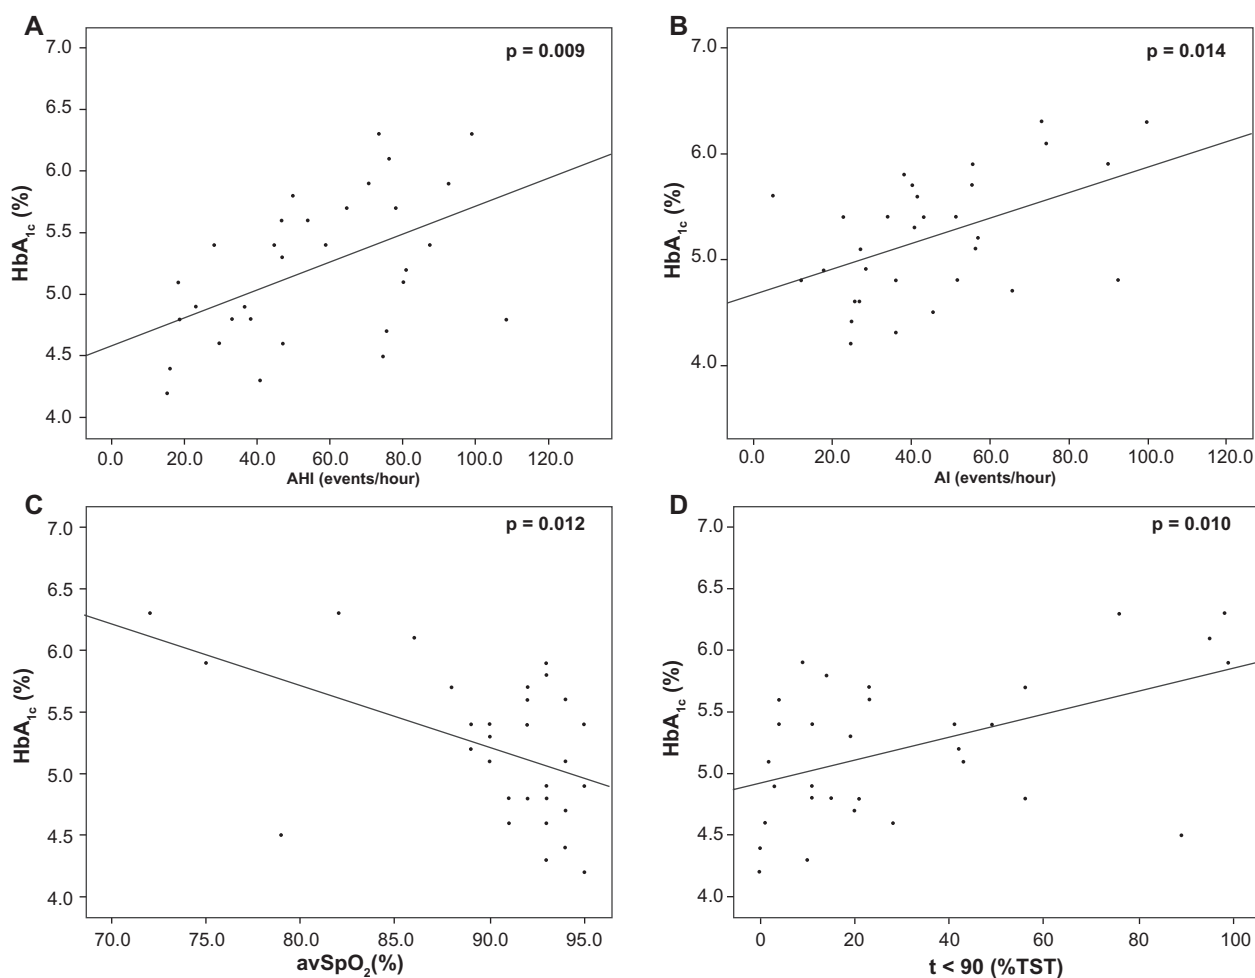 A
p = 0.009
7.0
6.5
6.0
5.5
5.0
4.5
4.0
HbA1c (%)
0.0 20.0 40.0 60.0 80.0 100.0 120.0
AHI (events/hour)
B
p = 0.014
7.0
6.0
5.0
4.0
HbA1c (%)
0.0 20.0 40.0 60.0 80.0 100.0 120.0
AI (events/hour)
C
p = 0.012
7.0
6.5
6.0
5.5
5.0
4.5
4.0
HbA1c (%)
70.0 75.0 80.0 85.0 90.0 95.0
avSpO2(%)
D
p = 0.010
7.0
6.5
6.0
5.5
5.0
4.5
4.0
HbA1c (%)
0 20 40 60 80 100
t < 90 (%TST)